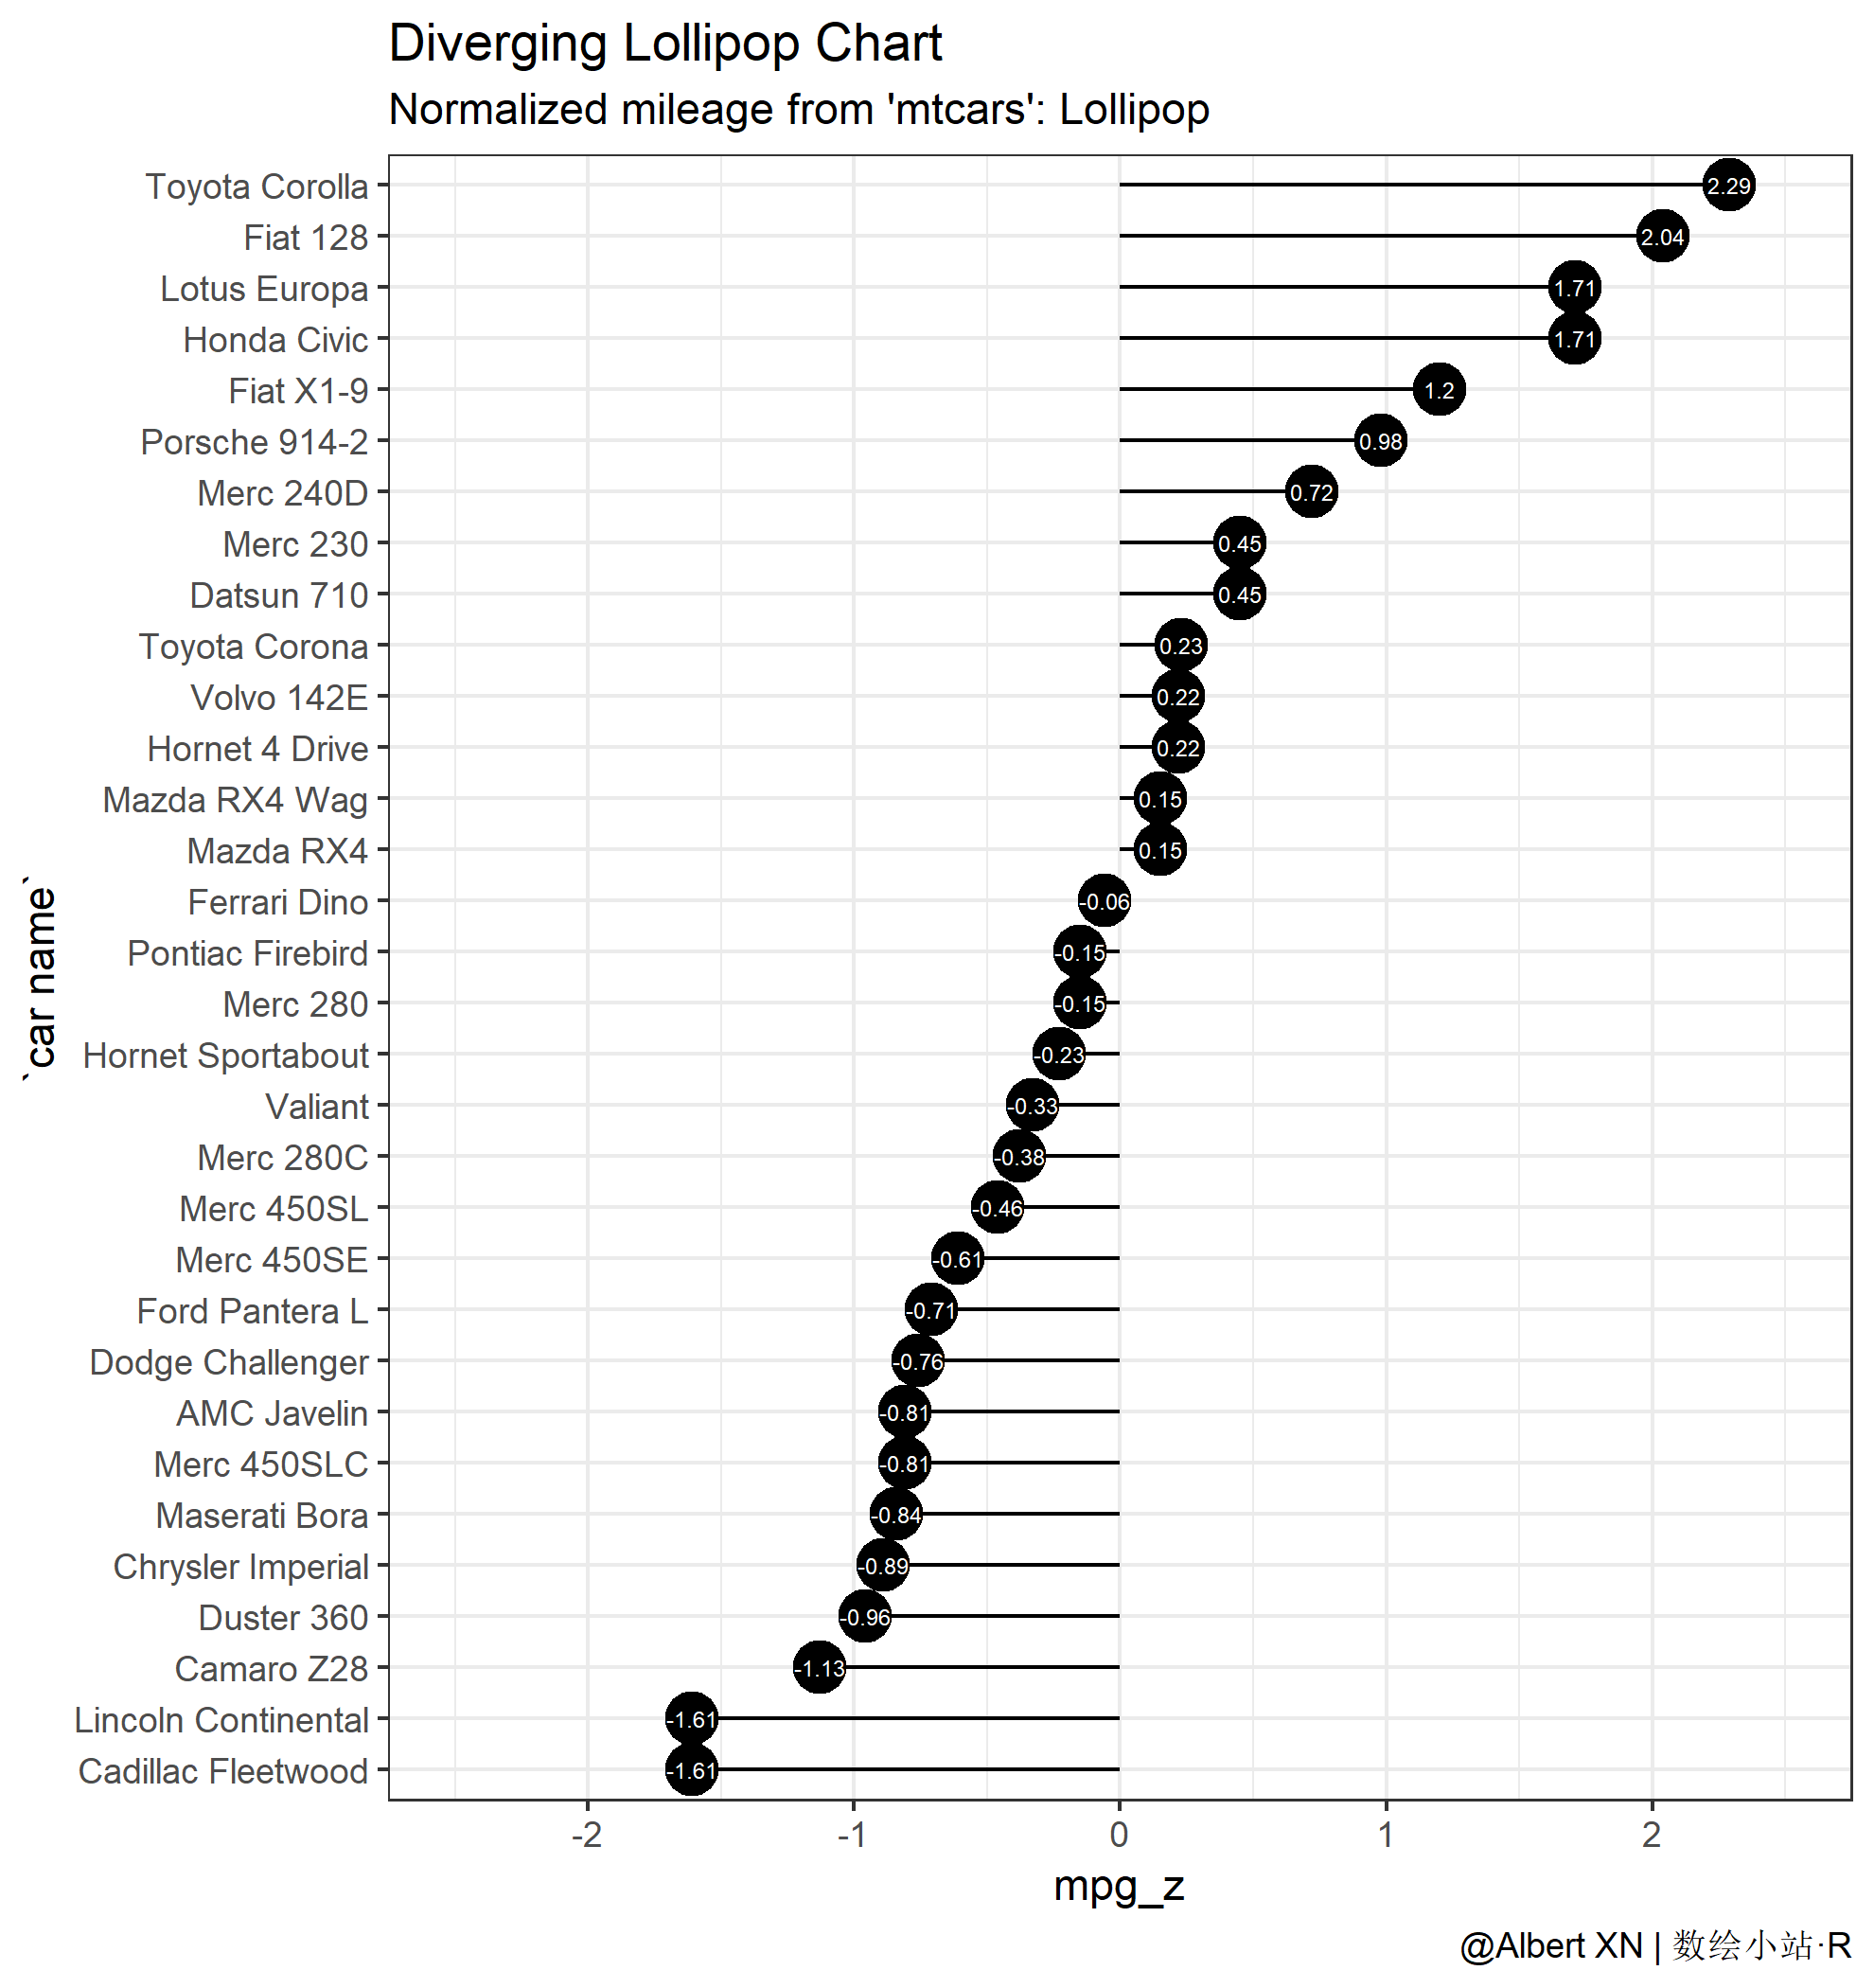 Diverging Lollipop Chart
Normalized mileage from 'mtcars': Lollipop
`car name`
Toyota Corolla 2.29
Fiat 128 2.04
Lotus Europa 1.71
Honda Civic 1.71
Fiat X1-9 1.2
Porsche 914-2 0.98
Merc 240D 0.72
Merc 230 0.45
Datsun 710 0.45
Toyota Corona 0.23
Volvo 142E 0.22
Hornet 4 Drive 0.22
Mazda RX4 Wag 0.15
Mazda RX4 0.15
Ferrari Dino -0.06
Pontiac Firebird -0.15
Merc 280 -0.15
Hornet Sportabout -0.23
Valiant -0.33
Merc 280C -0.38
Merc 450SL -0.46
Merc 450SE -0.61
Ford Pantera L -0.71
Dodge Challenger -0.76
AMC Javelin -0.81
Merc 450SLC -0.81
Maserati Bora -0.84
Chrysler Imperial -0.89
Duster 360 -0.96
Camaro Z28 -1.13
Lincoln Continental -1.61
Cadillac Fleetwood -1.61
-2 -1 0 1 2
mpg_z
@Albert XN | 数绘小站·R